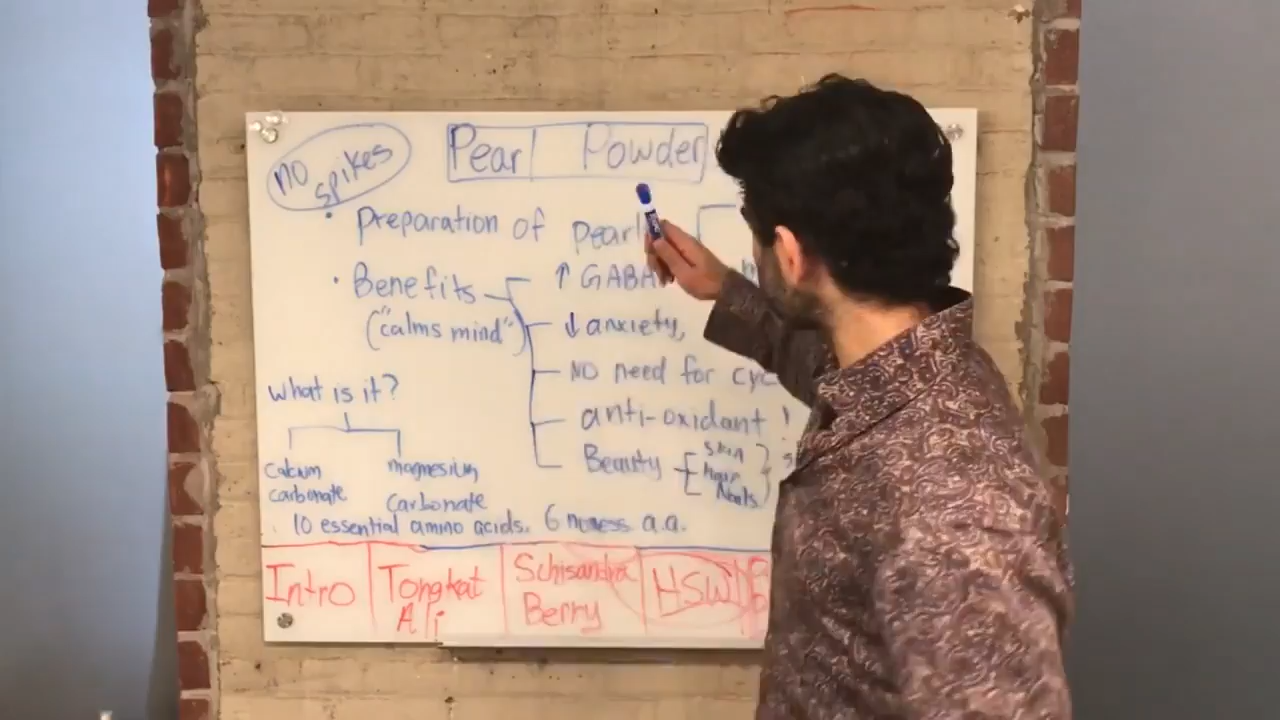 NO spikes
Pearl Powder
• Preparation of pearl
• Benefits
("calms mind")
↑ GABA
↓ anxiety,
NO need for cyc
anti-oxidant !
Beauty
Skin
Hair
Nails
What is it?
calcium carbonate
magnesium carbonate
• 10 essential amino acids. 6 a.a.
Intro
Tongkat Ali
Schisandra Berry
HSW